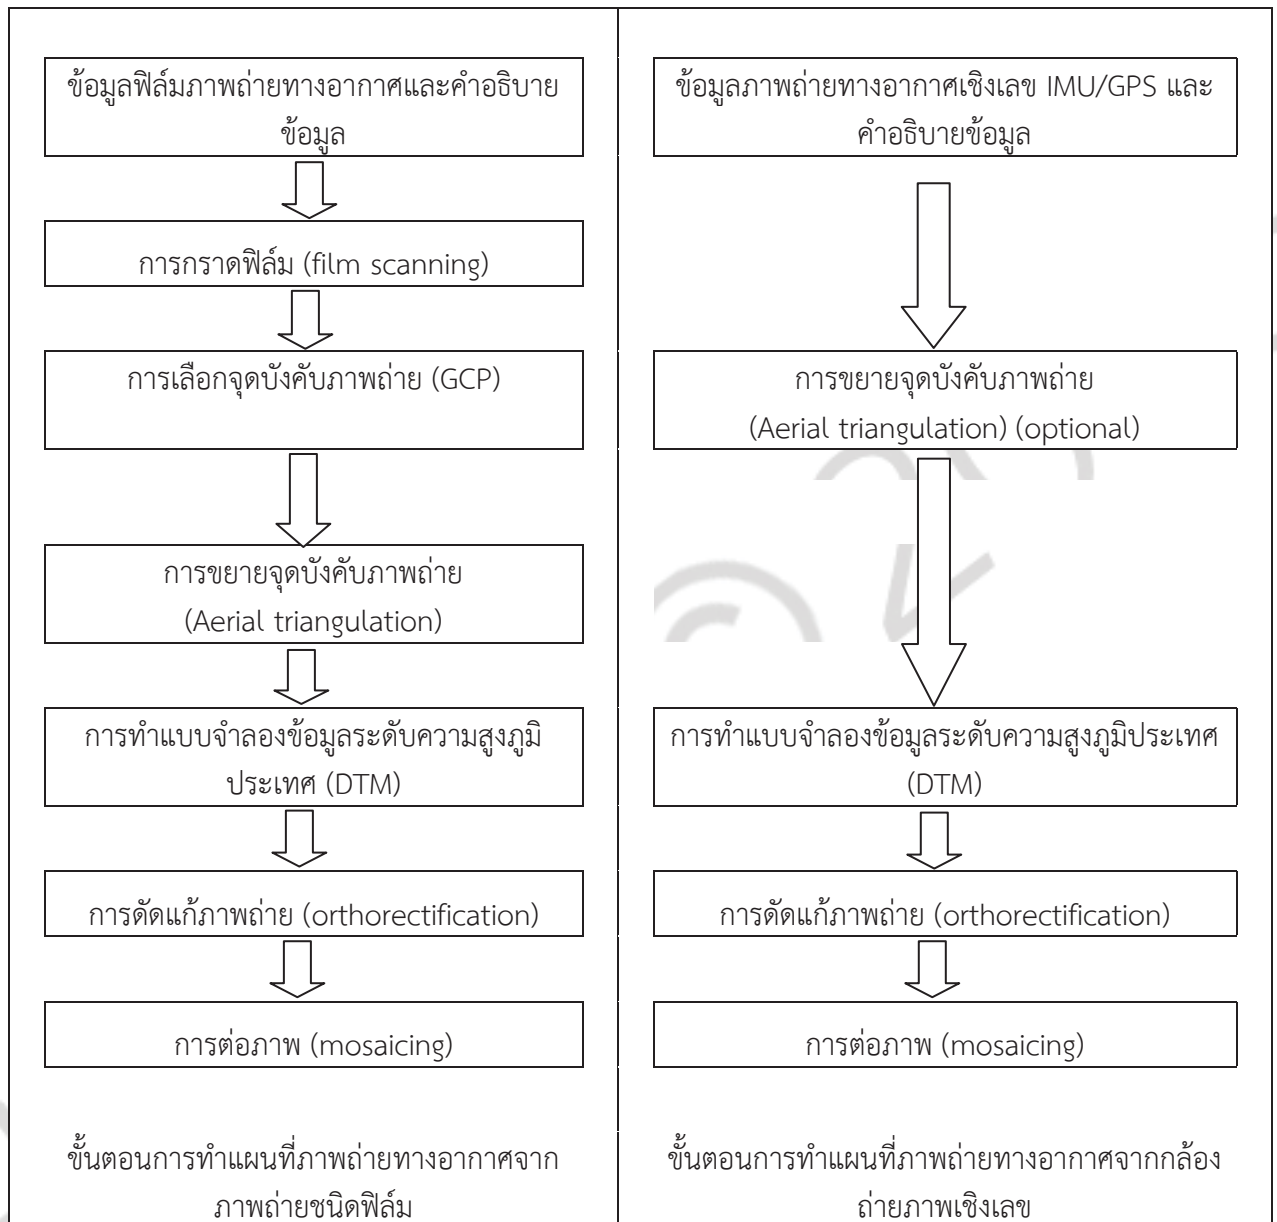 ข้อมูลฟิล์มภาพถ่ายทางอากาศและคำอธิบาย
ข้อมูล
การกราดฟิล์ม (film scanning)
การเลือกจุดบังคับภาพถ่าย (GCP)
การขยายจุดบังคับภาพถ่าย
(Aerial triangulation)
การทำแบบจำลองข้อมูลระดับความสูงภูมิ
ประเทศ (DTM)
การดัดแก้ภาพถ่าย (orthorectification)
การต่อภาพ (mosaicing)
ขั้นตอนการทำแผนที่ภาพถ่ายทางอากาศจาก
ภาพถ่ายชนิดฟิล์ม
ข้อมูลภาพถ่ายทางอากาศเชิงเลข IMU/GPS และ
คำอธิบายข้อมูล
การขยายจุดบังคับภาพถ่าย
(Aerial triangulation) (optional)
การทำแบบจำลองข้อมูลระดับความสูงภูมิประเทศ
(DTM)
การดัดแก้ภาพถ่าย (orthorectification)
การต่อภาพ (mosaicing)
ขั้นตอนการทำแผนที่ภาพถ่ายทางอากาศจากกล้อง
ถ่ายภาพเชิงเลข